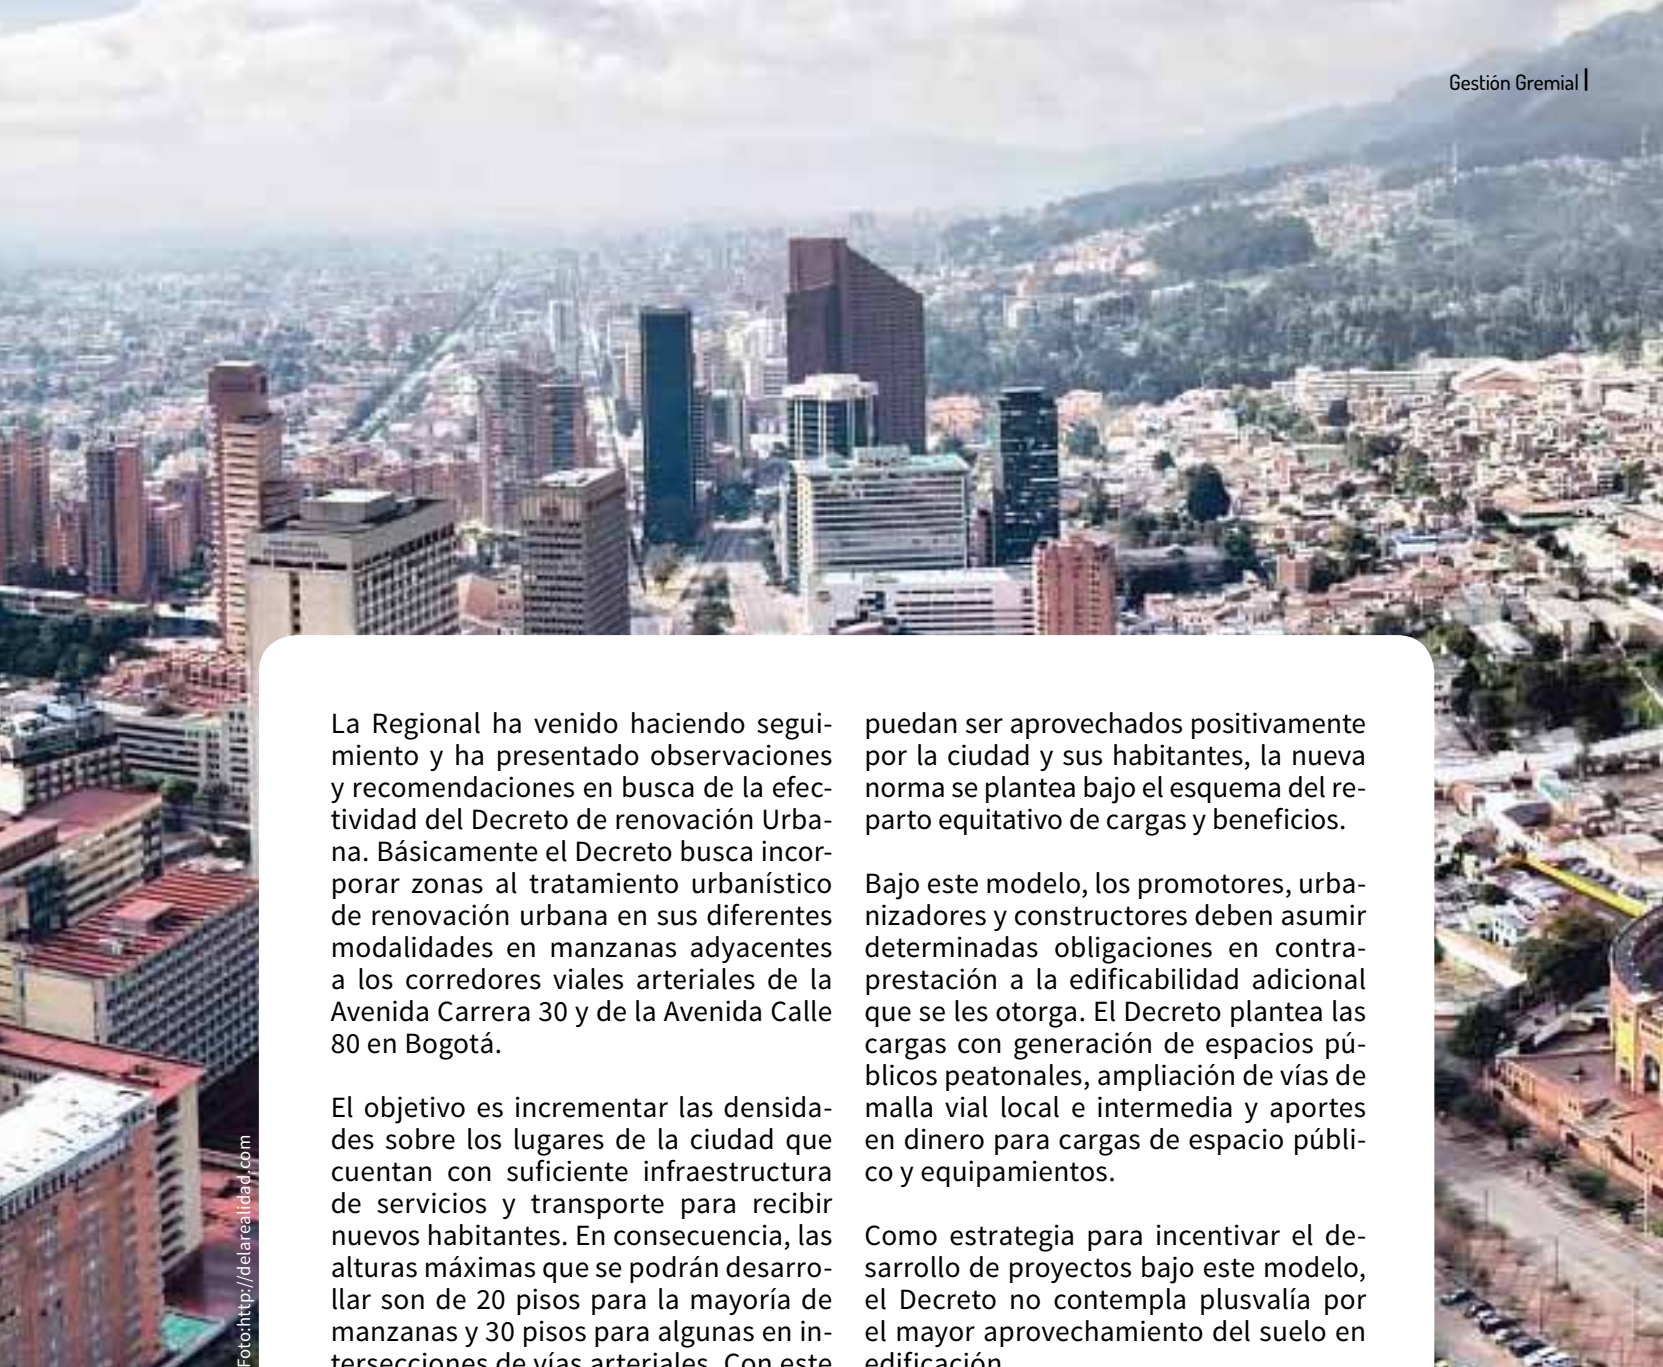 Gestión Gremial
La Regional ha venido haciendo segui-
miento y ha presentado observaciones
y recomendaciones en busca de la efec-
tividad del Decreto de renovación Urba-
na. Básicamente el Decreto busca incor-
porar zonas al tratamiento urbanístico
de renovación urbana en sus diferentes
modalidades en manzanas adyacentes
a los corredores viales arteriales de la
Avenida Carrera 30 y de la Avenida Calle
80 en Bogotá.
El objetivo es incrementar las densida-
des sobre los lugares de la ciudad que
cuentan con suficiente infraestructura
de servicios y transporte para recibir
nuevos habitantes. En consecuencia, las
alturas máximas que se podrán desarro-
llar son de 20 pisos para la mayoría de
manzanas y 30 pisos para algunas en in-
tersecciones de vías arteriales. Con este
puedan ser aprovechados positivamente
por la ciudad y sus habitantes, la nueva
norma se plantea bajo el esquema del re-
parto equitativo de cargas y beneficios.
Bajo este modelo, los promotores, urba-
nizadores y constructores deben asumir
determinadas obligaciones en contra-
prestación a la edificabilidad adicional
que se les otorga. El Decreto plantea las
cargas con generación de espacios pú-
blicos peatonales, ampliación de vías de
malla vial local e intermedia y aportes
en dinero para cargas de espacio públi-
co y equipamientos.
Como estrategia para incentivar el de-
sarrollo de proyectos bajo este modelo,
el Decreto no contempla plusvalía por
el mayor aprovechamiento del suelo en
edificación.
Foto:http://delarealidad.com